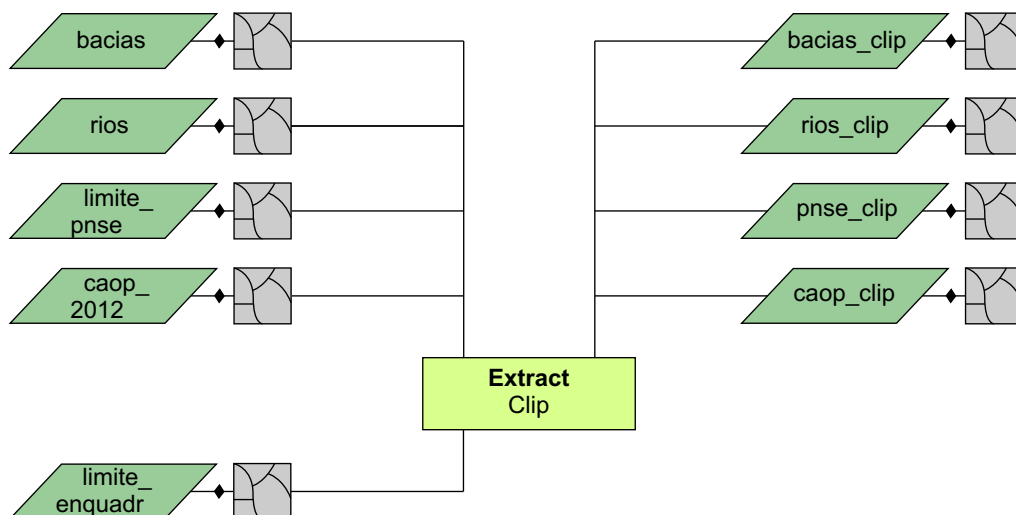 bacias
bacias_clip
rios
rios_clip
limite_
pnse
pnse_clip
caop_
2012
caop_clip
Extract
Clip
limite_
enquadr